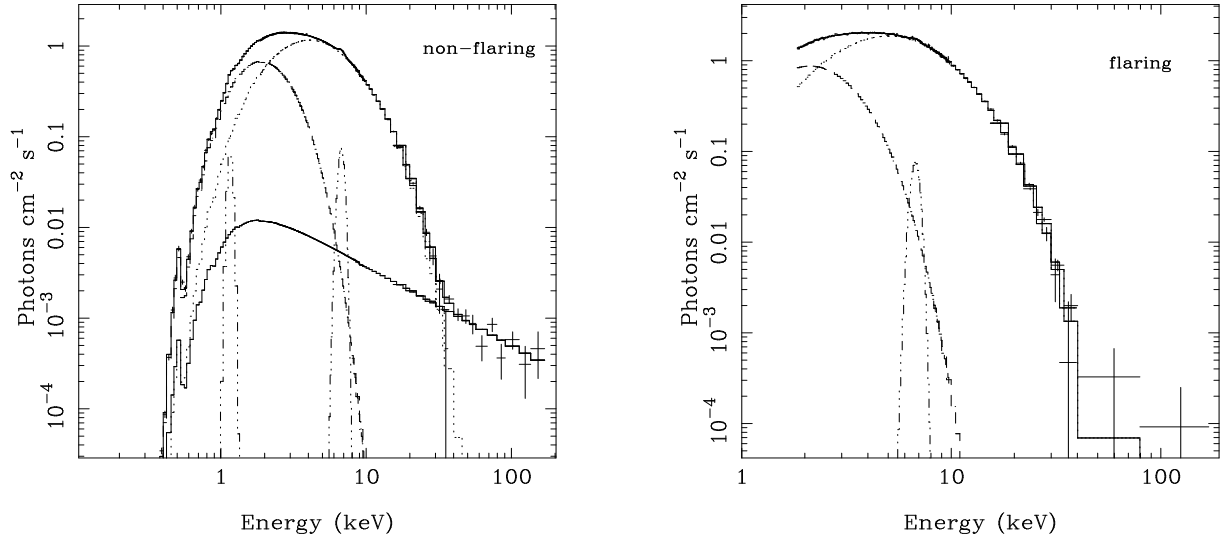 non−flaring
1
0.1
0.01
10⁻³
10⁻⁴
Photons cm⁻² s⁻¹
1
10
100
Energy (keV)
flaring
1
0.1
0.01
10⁻³
10⁻⁴
Photons cm⁻² s⁻¹
1
10
100
Energy (keV)